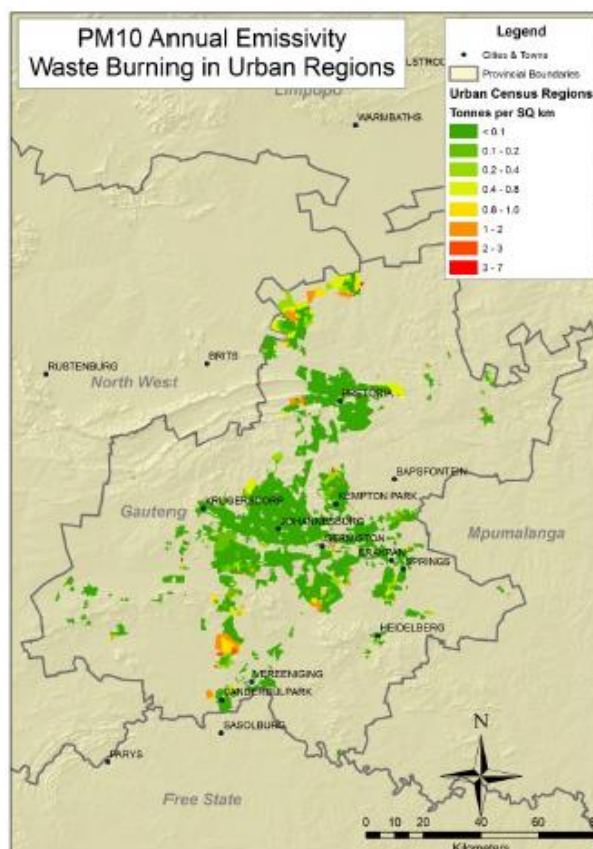 PM10 Annual Emissivity
Waste Burning in Urban Regions
Legend
Cities & Towns
Provincial Boundaries
Urban Census Regions
Tonnes per SQ km
< 0.1
0.1 - 0.2
0.2 - 0.4
0.4 - 0.8
0.8 - 1.0
1 - 2
2 - 3
3 - 7
Limpopo
WARMBATHS
BRITS
RUSTENBURG
North West
PRETORIA
BAPSFONTEIN
KRUGERSDORP
KEMPTON PARK
Gauteng
JOHANNESBURG
Mpumalanga
GERMISTON
BRAKPAN
SPRINGS
HEIDELBERG
VEREENIGING
VANDERBIJLPARK
SASOLBURG
PARYS
N
Free State
0 10 20 40 60
Kilometers